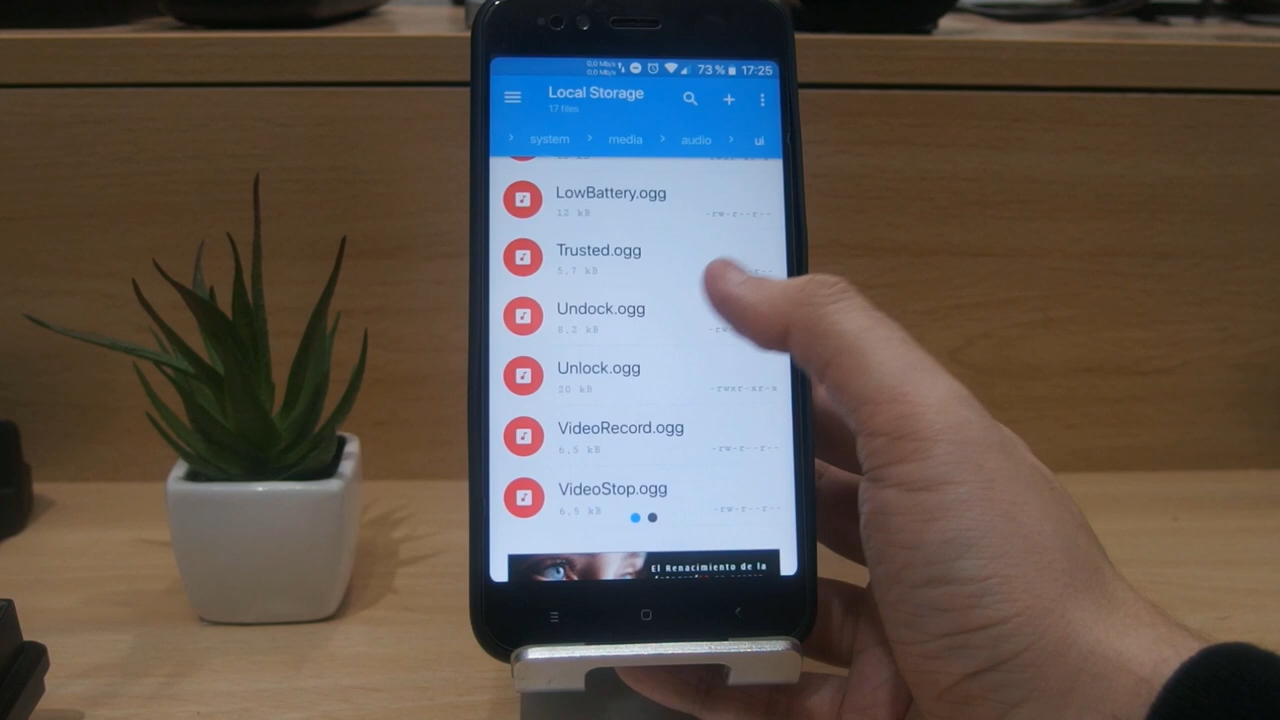 0,0 Mb/s
0,0 Mb/s
73 % 17:25
Local Storage
17 files
> system > media > audio > ui
LowBattery.ogg
12 kB -rw-r--r--
Trusted.ogg
5,7 kB
Undock.ogg
8,2 kB
Unlock.ogg
20 kB -rwxr-xr-x
VideoRecord.ogg
6,5 kB -rw-r--r--
VideoStop.ogg
6,5 kB -rw-r--r--
El Renacimiento de la